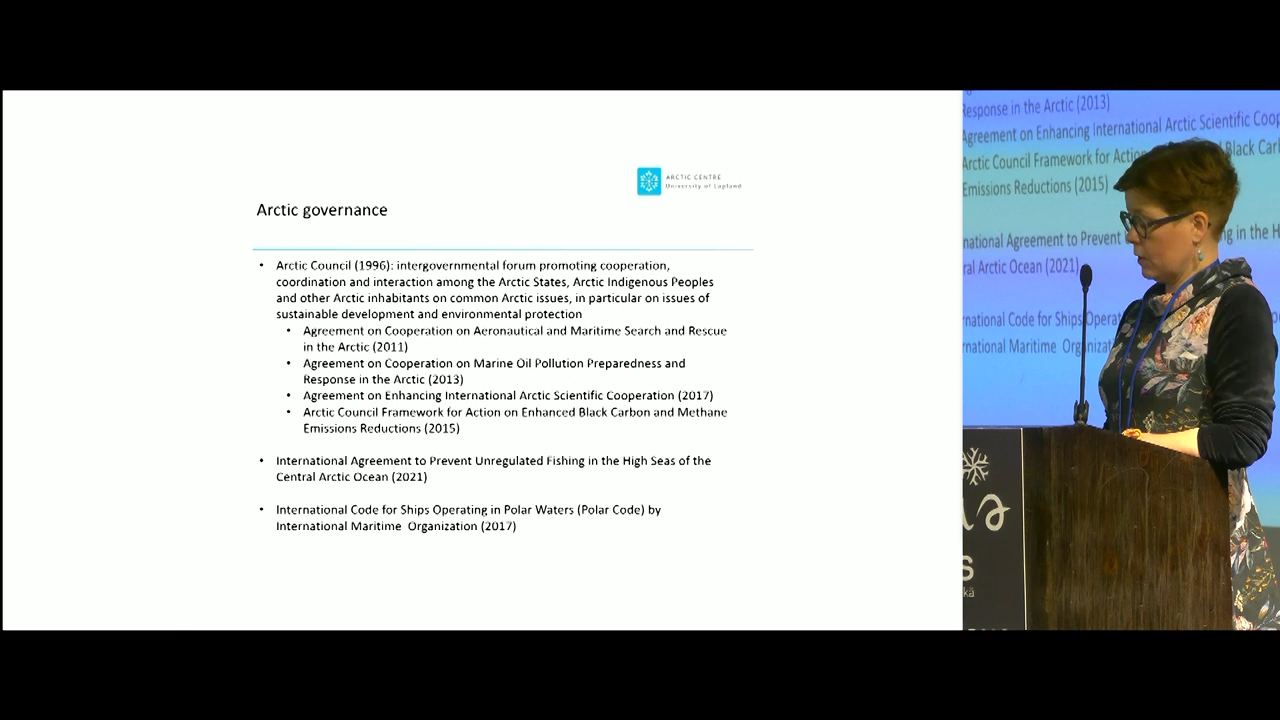 ARCTIC CENTRE
University of Lapland
Arctic governance
• Arctic Council (1996): intergovernmental forum promoting cooperation,
coordination and interaction among the Arctic States, Arctic Indigenous Peoples
and other Arctic inhabitants on common Arctic issues, in particular on issues of
sustainable development and environmental protection
• Agreement on Cooperation on Aeronautical and Maritime Search and Rescue
in the Arctic (2011)
• Agreement on Cooperation on Marine Oil Pollution Preparedness and
Response in the Arctic (2013)
• Agreement on Enhancing International Arctic Scientific Cooperation (2017)
• Arctic Council Framework for Action on Enhanced Black Carbon and Methane
Emissions Reductions (2015)
• International Agreement to Prevent Unregulated Fishing in the High Seas of the
Central Arctic Ocean (2021)
• International Code for Ships Operating in Polar Waters (Polar Code) by
International Maritime Organization (2017)
Response in the Arctic (2013)
Agreement on Enhancing International Arctic Scientific Coop
Arctic Council Framework for Action Black Car
Emissions Reductions (2015)
national Agreement to Prevent ng in the H
ral Arctic Ocean (2021)
rnational Code for Ships Operat
rnational Maritime Organizat
S
kä